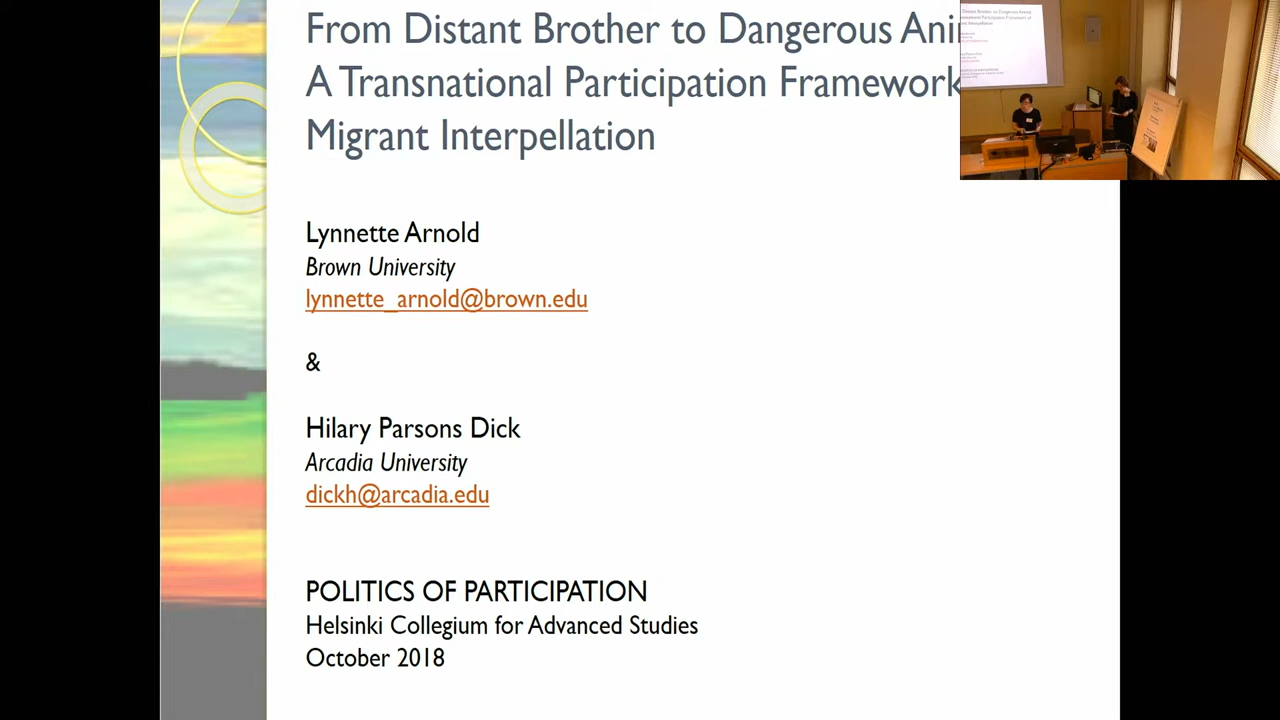 From Distant Brother to Dangerous Ani
A Transnational Participation Framework
Migrant Interpellation
Lynnette Arnold
Brown University
lynnette_arnold@brown.edu
&
Hilary Parsons Dick
Arcadia University
dickh@arcadia.edu
POLITICS OF PARTICIPATION
Helsinki Collegium for Advanced Studies
October 2018